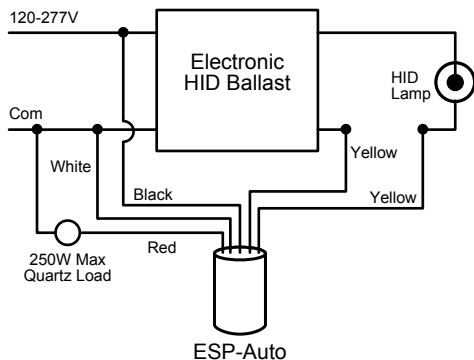 120-277V
Electronic
HID Ballast
HID
Lamp
Com
White
Yellow
Black
Yellow
Red
250W Max
Quartz Load
ESP-Auto